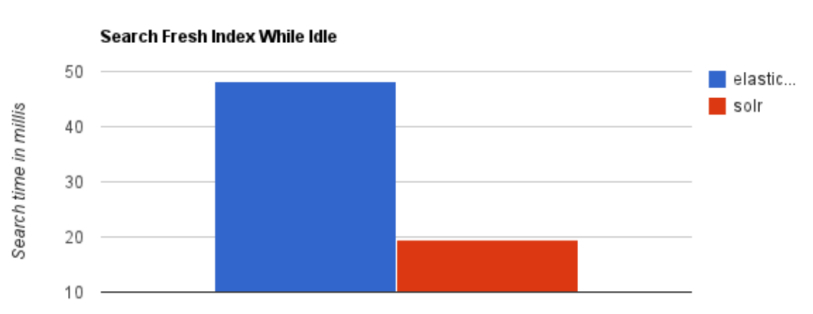 Search Fresh Index While Idle
50
40
30
20
10
Search time in millis
elastic...
solr